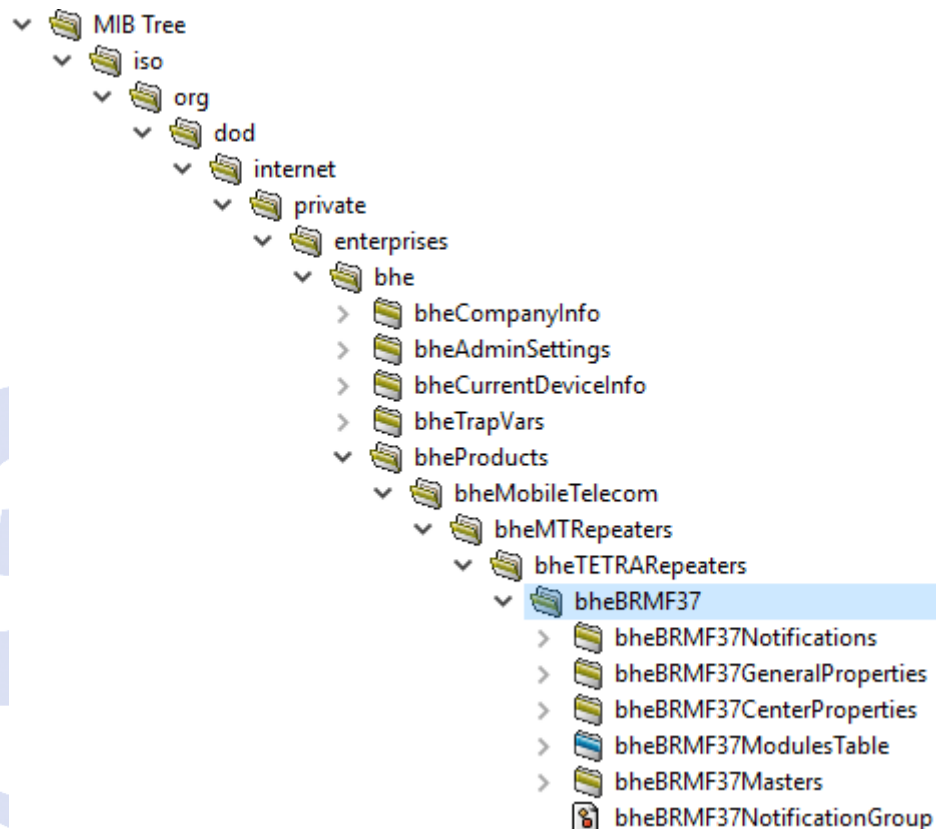 MIB Tree
iso
org
dod
internet
private
enterprises
bhe
bheCompanyInfo
bheAdminSettings
bheCurrentDeviceInfo
bheTrapVars
bheProducts
bheMobileTelecom
bheMTRepeaters
bheTETRARepeaters
bheBRMF37
bheBRMF37Notifications
bheBRMF37GeneralProperties
bheBRMF37CenterProperties
bheBRMF37ModulesTable
bheBRMF37Masters
bheBRMF37NotificationGroup